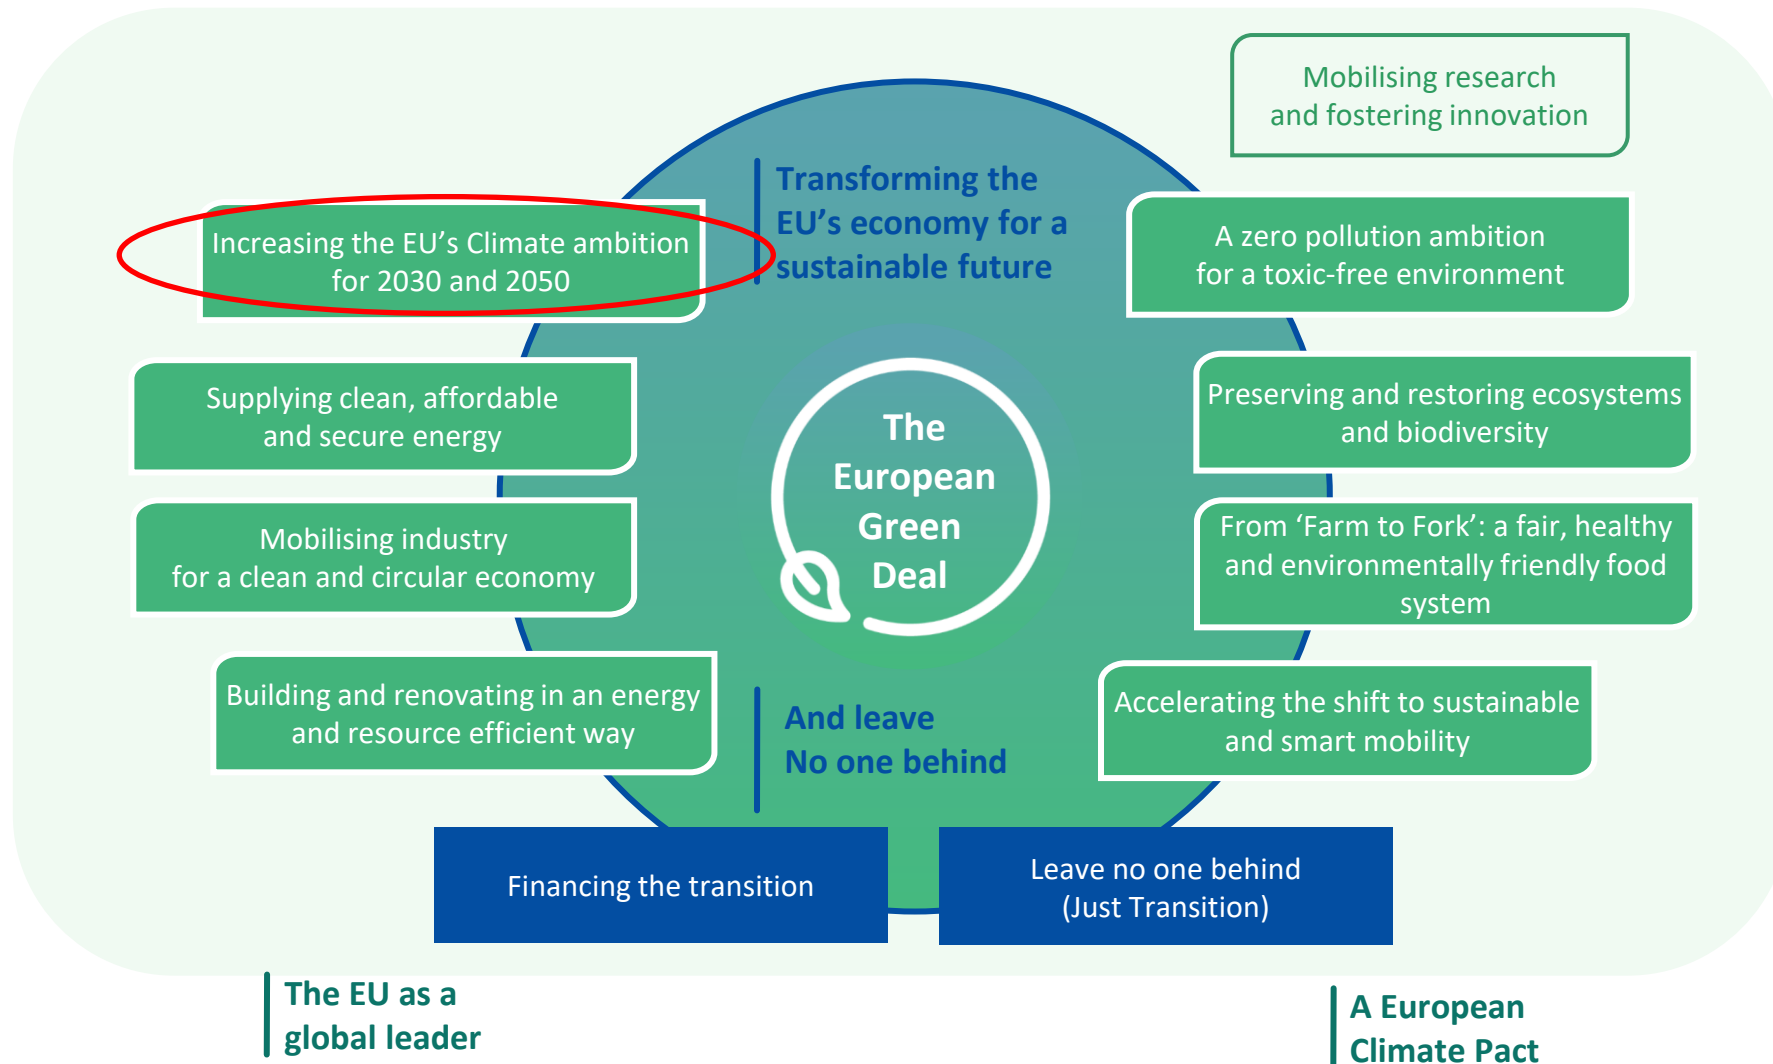 Mobilising research
and fostering innovation
Transforming the
EU’s economy for a
sustainable future
Increasing the EU’s Climate ambition
for 2030 and 2050
A zero pollution ambition
for a toxic-free environment
Supplying clean, affordable
and secure energy
Preserving and restoring ecosystems
and biodiversity
The
European
Green
Deal
Mobilising industry
for a clean and circular economy
From ‘Farm to Fork’: a fair, healthy
and environmentally friendly food
system
Building and renovating in an energy
and resource efficient way
And leave
No one behind
Accelerating the shift to sustainable
and smart mobility
Financing the transition
Leave no one behind
(Just Transition)
The EU as a
global leader
A European
Climate Pact